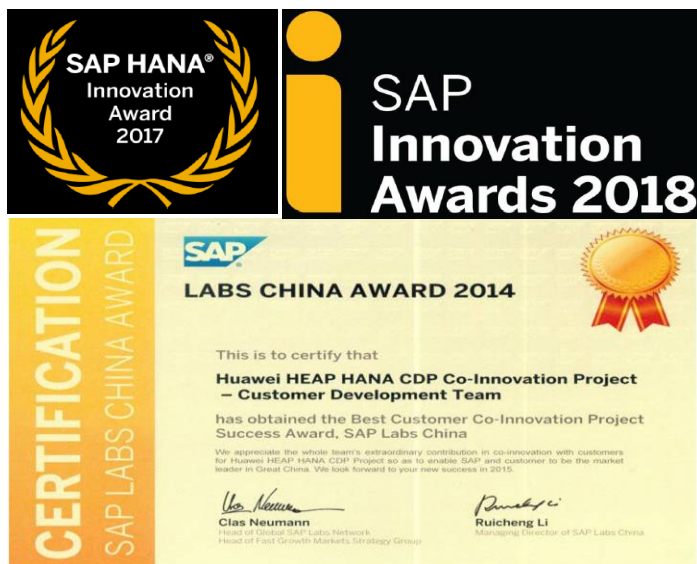 SAP HANA®
Innovation
Award
2017
SAP
Innovation
Awards 2018
CERTIFICATION
SAP LABS CHINA AWARD
SAP
LABS CHINA AWARD 2014
This is to certify that
Huawei HEAP HANA CDP Co-Innovation Project
– Customer Development Team
has obtained the Best Customer Co-Innovation Project
Success Award, SAP Labs China
We appreciate the whole team's extraordinary contribution in co-innovation with customers
for Huawei HEAP HANA CDP Project so as to enable SAP and customer to be the market
leader in Great China. We look forward to your new success in 2015.
Clas Neumann
Head of Global SAP Labs Network
Head of Fast Growth Markets Strategy Group
Ruicheng Li
Managing Director of SAP Labs China